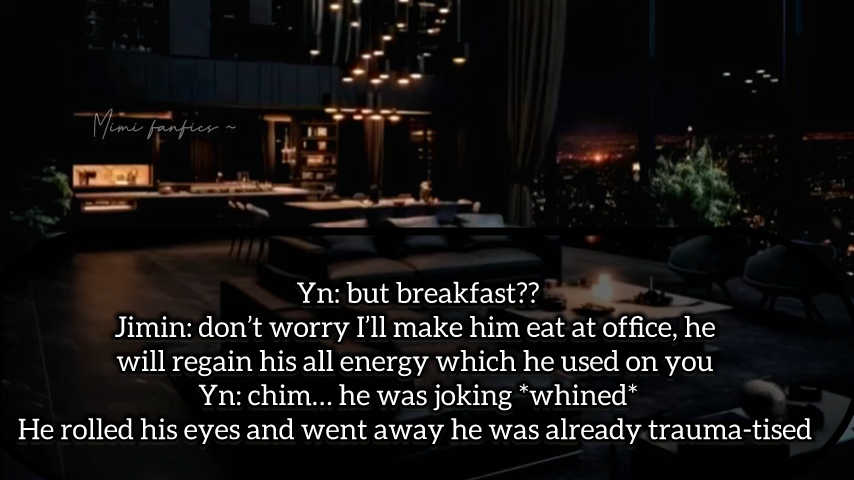 Mimi fanfics ~
Yn: but breakfast??
Jimin: don’t worry I’ll make him eat at office, he
will regain his all energy which he used on you
Yn: chim... he was joking *whined*
He rolled his eyes and went away he was already trauma-tised